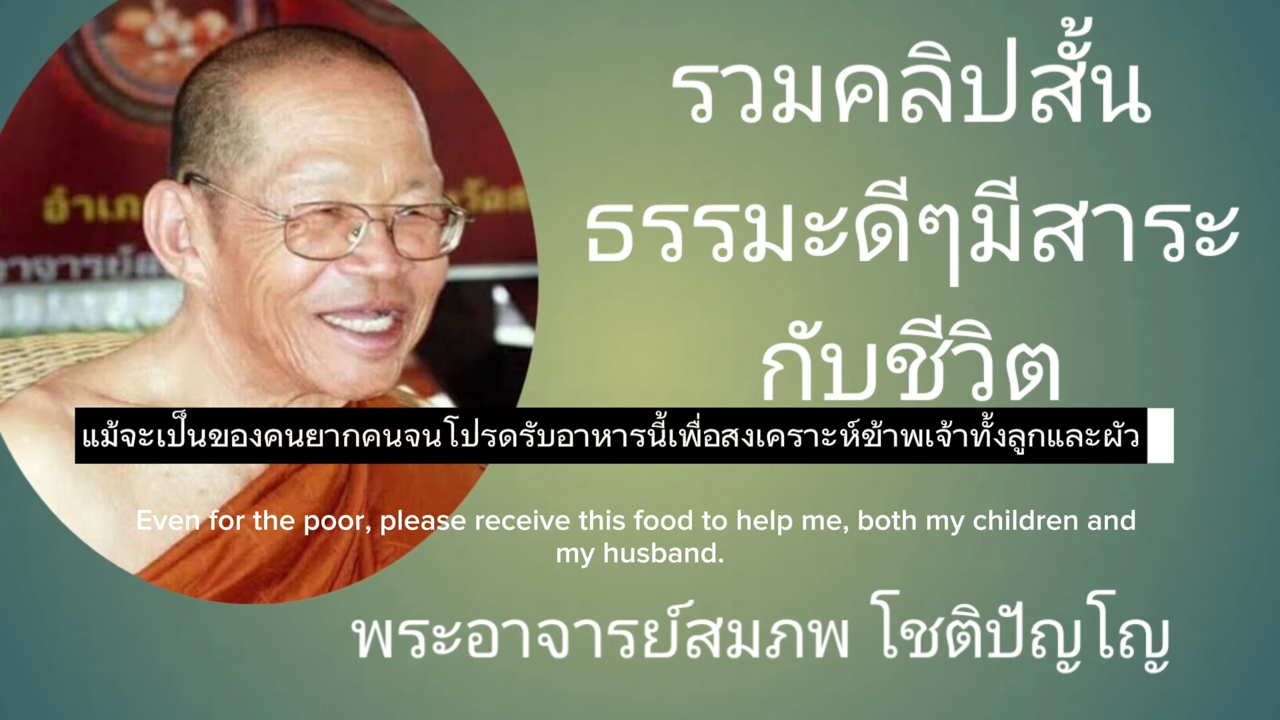 รวมคลิปสั้น
ธรรมะดีๆมีสาระ
กับชีวิต
อำเภ
แม้จะเป็นของคนยากคนจนโปรดรับอาหารนี้เพื่อสงเคราะห์ข้าพเจ้าทั้งลูกและผัว
Even for the poor, please receive this food to help me, both my children and
my husband.
พระอาจารย์สมภพ โชติปัญโญ